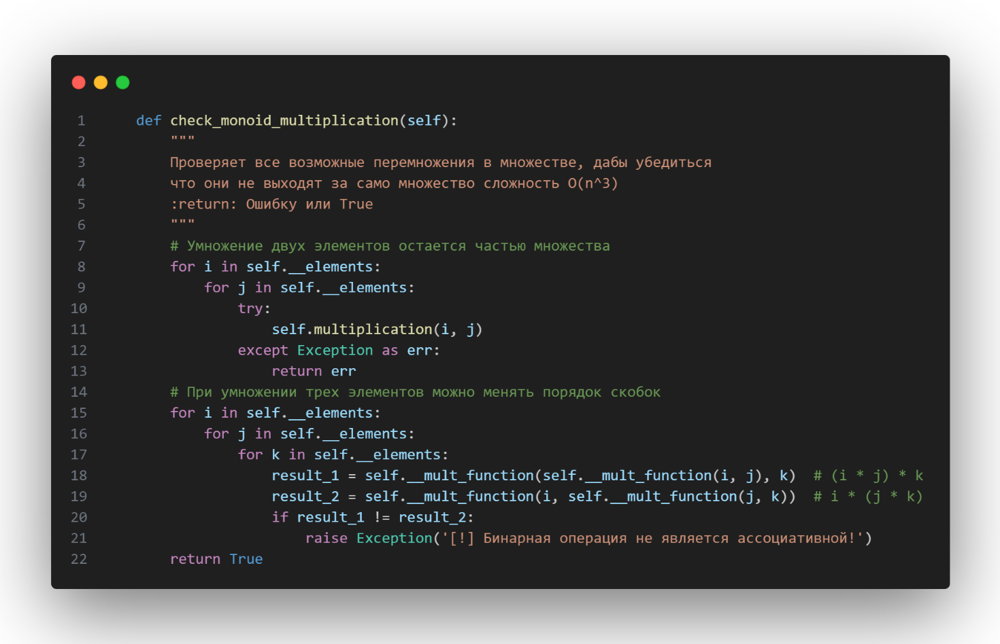 1 def check_monoid_multiplication(self):
2 """
3 Проверяет все возможные перемножения в множестве, дабы убедиться
4 что они не выходят за само множество сложность O(n^3)
5 :return: Ошибку или True
6 """
7 # Умножение двух элементов остается частью множества
8 for i in self.__elements:
9 for j in self.__elements:
10 try:
11 self.multiplication(i, j)
12 except Exception as err:
13 return err
14 # При умножении трех элементов можно менять порядок скобок
15 for i in self.__elements:
16 for j in self.__elements:
17 for k in self.__elements:
18 result_1 = self.__mult_function(self.__mult_function(i, j), k)  # (i * j) * k
19 result_2 = self.__mult_function(i, self.__mult_function(j, k))  # i * (j * k)
20 if result_1 != result_2:
21 raise Exception('[!] Бинарная операция не является ассоциативной!')
22 return True